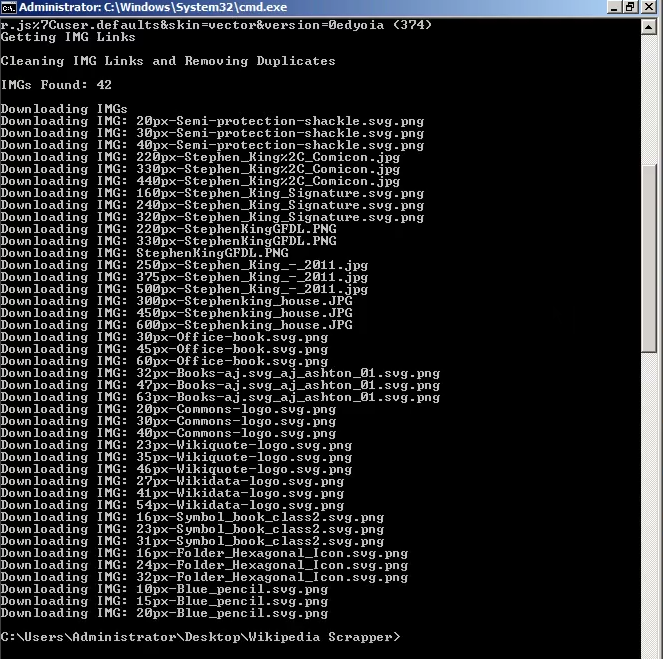 Administrator: C:\Windows\System32\cmd.exe
r.js%7Cuser.defaults&skin=vector&version=0edyoia (374)
Getting IMG Links
Cleaning IMG Links and Removing Duplicates
IMGs Found: 42
Downloading IMGs
Downloading IMG: 20px-Semi-protection-shackle.svg.png
Downloading IMG: 30px-Semi-protection-shackle.svg.png
Downloading IMG: 40px-Semi-protection-shackle.svg.png
Downloading IMG: 220px-Stephen_King%2C_Comicon.jpg
Downloading IMG: 330px-Stephen_King%2C_Comicon.jpg
Downloading IMG: 440px-Stephen_King%2C_Comicon.jpg
Downloading IMG: 160px-Stephen_King_Signature.svg.png
Downloading IMG: 240px-Stephen_King_Signature.svg.png
Downloading IMG: 320px-Stephen_King_Signature.svg.png
Downloading IMG: 220px-StephenKingGFDL.PNG
Downloading IMG: 330px-StephenKingGFDL.PNG
Downloading IMG: StephenKingGFDL.PNG
Downloading IMG: 250px-Stephen_King_-_2011.jpg
Downloading IMG: 375px-Stephen_King_-_2011.jpg
Downloading IMG: 500px-Stephen_King_-_2011.jpg
Downloading IMG: 300px-Stephenking_house.JPG
Downloading IMG: 450px-Stephenking_house.JPG
Downloading IMG: 600px-Stephenking_house.JPG
Downloading IMG: 30px-Office-book.svg.png
Downloading IMG: 45px-Office-book.svg.png
Downloading IMG: 60px-Office-book.svg.png
Downloading IMG: 32px-Books-aj.svg_aj_ashton_01.svg.png
Downloading IMG: 47px-Books-aj.svg_aj_ashton_01.svg.png
Downloading IMG: 63px-Books-aj.svg_aj_ashton_01.svg.png
Downloading IMG: 20px-Commons-logo.svg.png
Downloading IMG: 30px-Commons-logo.svg.png
Downloading IMG: 40px-Commons-logo.svg.png
Downloading IMG: 23px-Wikiquote-logo.svg.png
Downloading IMG: 35px-Wikiquote-logo.svg.png
Downloading IMG: 46px-Wikiquote-logo.svg.png
Downloading IMG: 27px-Wikidata-logo.svg.png
Downloading IMG: 41px-Wikidata-logo.svg.png
Downloading IMG: 54px-Wikidata-logo.svg.png
Downloading IMG: 16px-Symbol_book_class2.svg.png
Downloading IMG: 23px-Symbol_book_class2.svg.png
Downloading IMG: 31px-Symbol_book_class2.svg.png
Downloading IMG: 16px-Folder_Hexagonal_Icon.svg.png
Downloading IMG: 24px-Folder_Hexagonal_Icon.svg.png
Downloading IMG: 32px-Folder_Hexagonal_Icon.svg.png
Downloading IMG: 10px-Blue_pencil.svg.png
Downloading IMG: 15px-Blue_pencil.svg.png
Downloading IMG: 20px-Blue_pencil.svg.png
C:\Users\Administrator\Desktop\Wikipedia Scrapper>